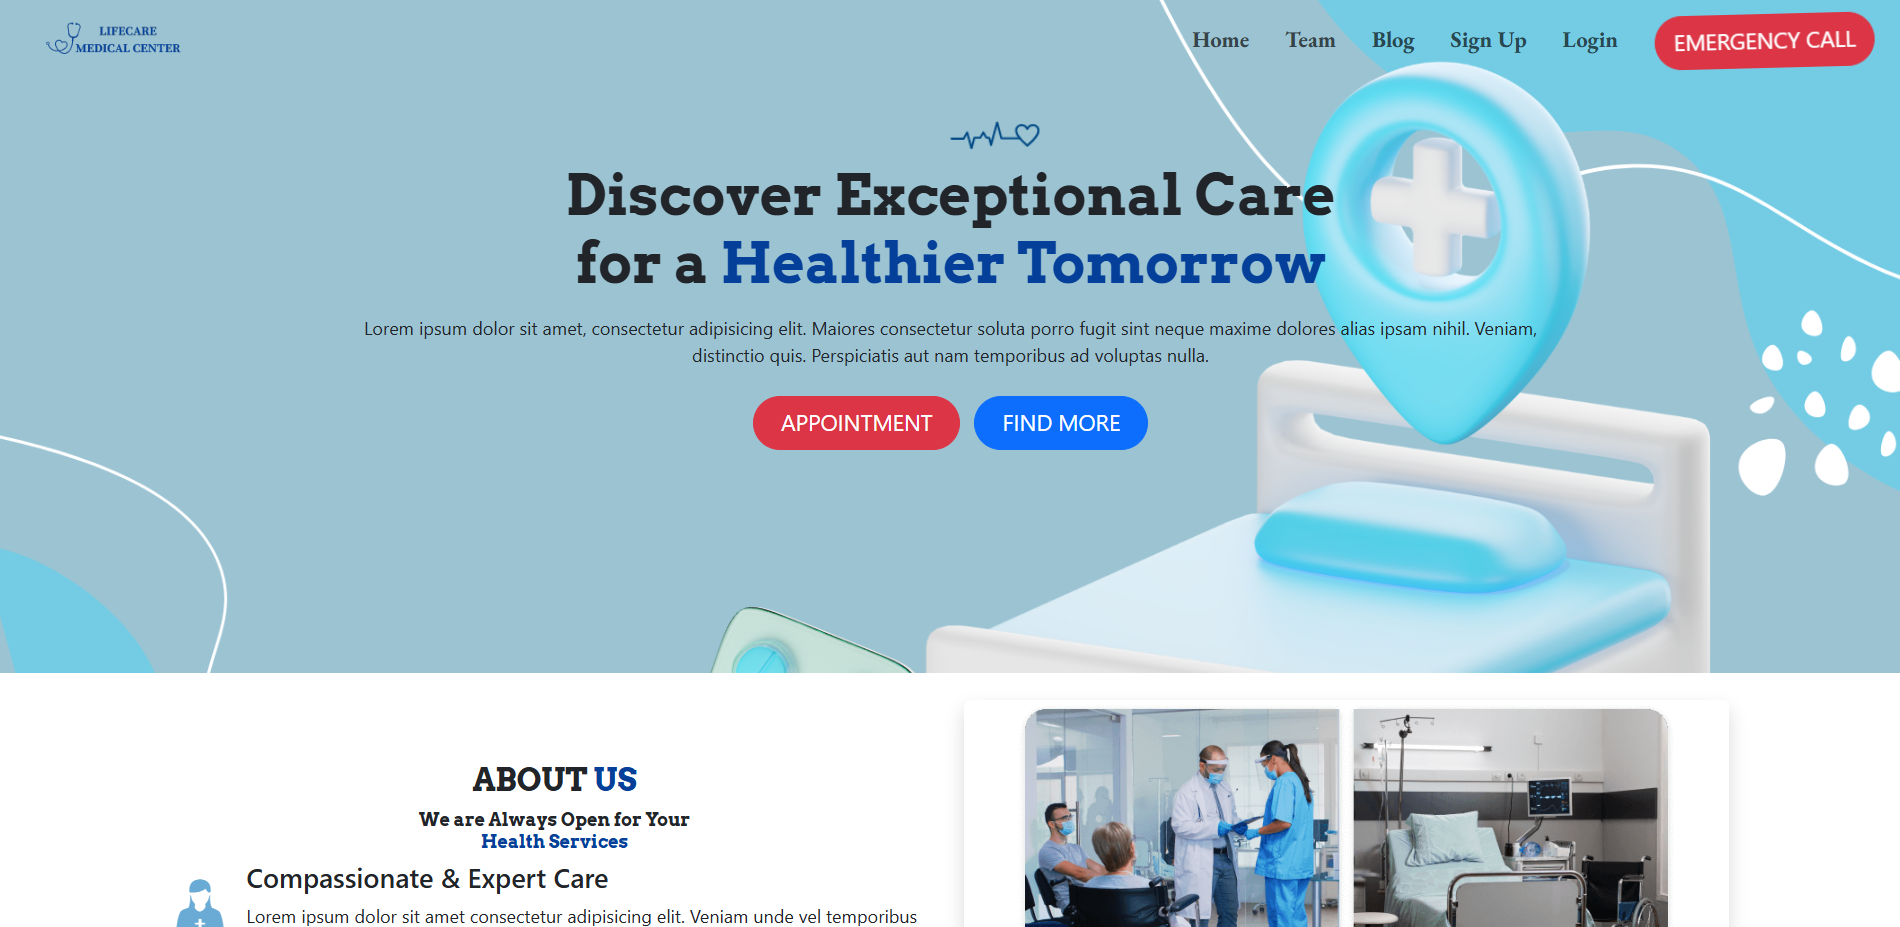 LIFECARE
MEDICAL CENTER
Home
Team
Blog
Sign Up
Login
EMERGENCY CALL
Discover Exceptional Care
for a Healthier Tomorrow
Lorem ipsum dolor sit amet, consectetur adipisicing elit. Maiores consectetur soluta porro fugit sint neque maxime dolores alias ipsam nihil. Veniam,
distinctio quis. Perspiciatis aut nam temporibus ad voluptas nulla.
APPOINTMENT
FIND MORE
ABOUT US
We are Always Open for Your
Health Services
Compassionate & Expert Care
Lorem ipsum dolor sit amet consectetur adipisicing elit. Veniam unde vel temporibus